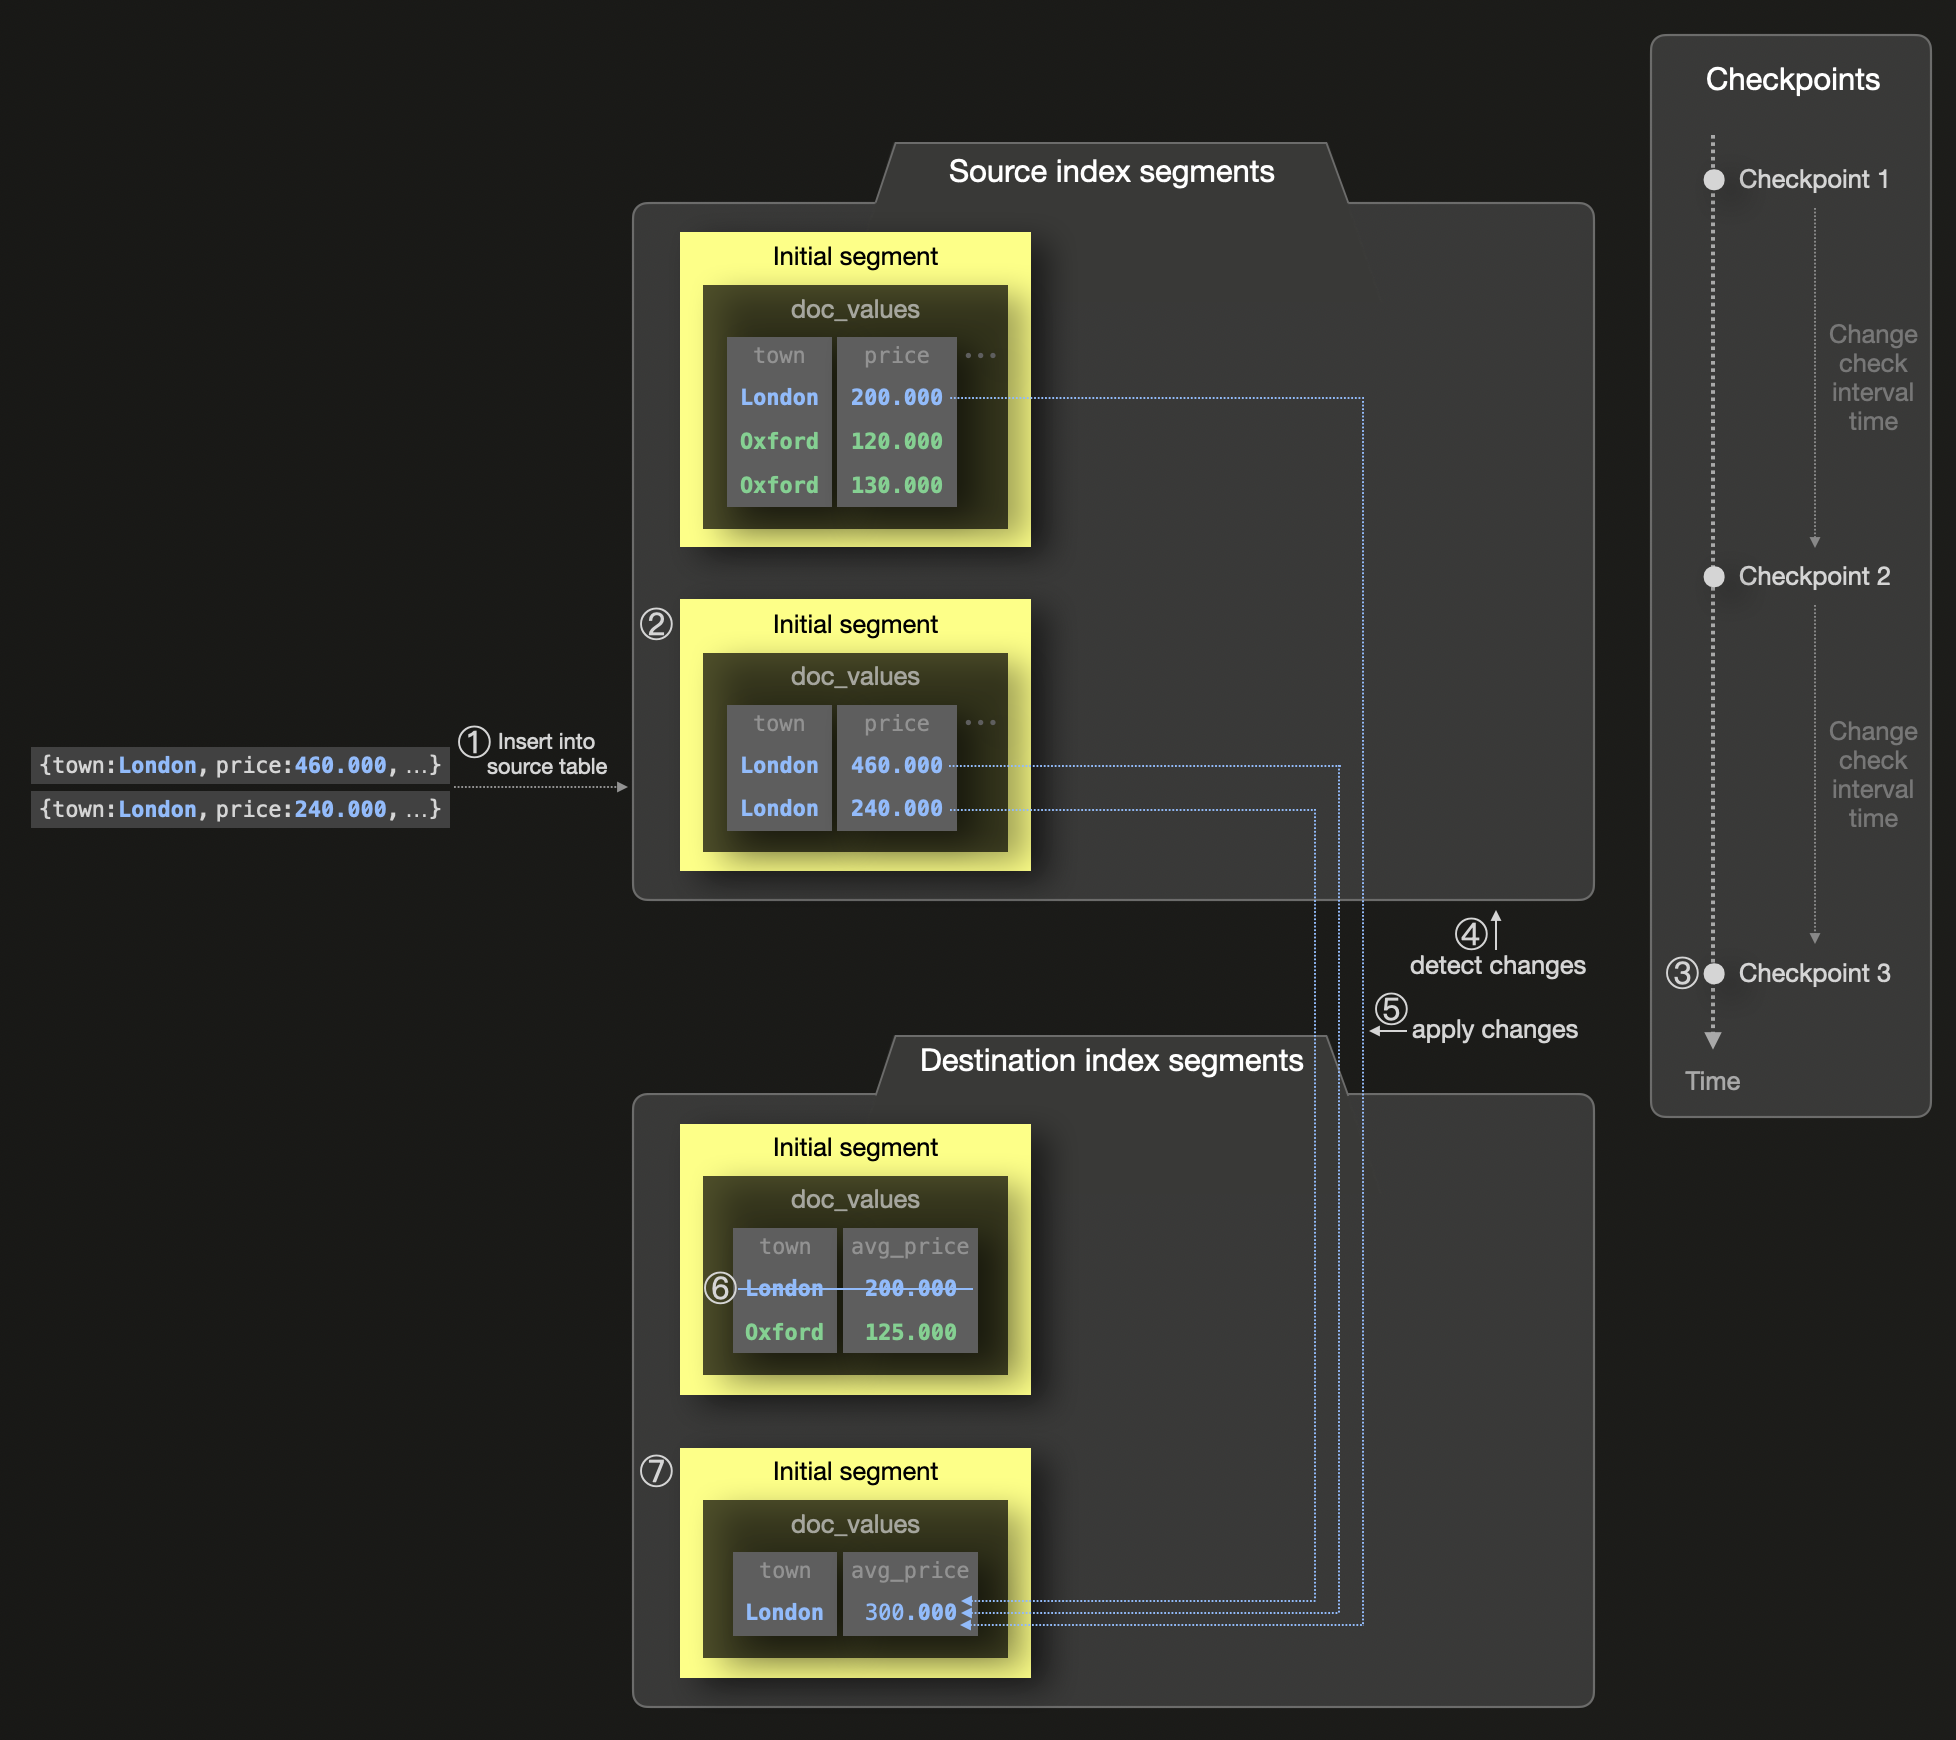 Checkpoints
Checkpoint 1
Change
check
interval
time
Checkpoint 2
Change
check
interval
time
③ Checkpoint 3
Time
Source index segments
Initial segment
doc_values
town price ...
London 200.000
Oxford 120.000
Oxford 130.000
② Initial segment
doc_values
town price ...
London 460.000
London 240.000
① Insert into
source table
{town:London, price:460.000, ...}
{town:London, price:240.000, ...}
④
detect changes
⑤
apply changes
Destination index segments
Initial segment
doc_values
town avg_price
⑥ London 200.000
Oxford 125.000
⑦ Initial segment
doc_values
town avg_price
London 300.000